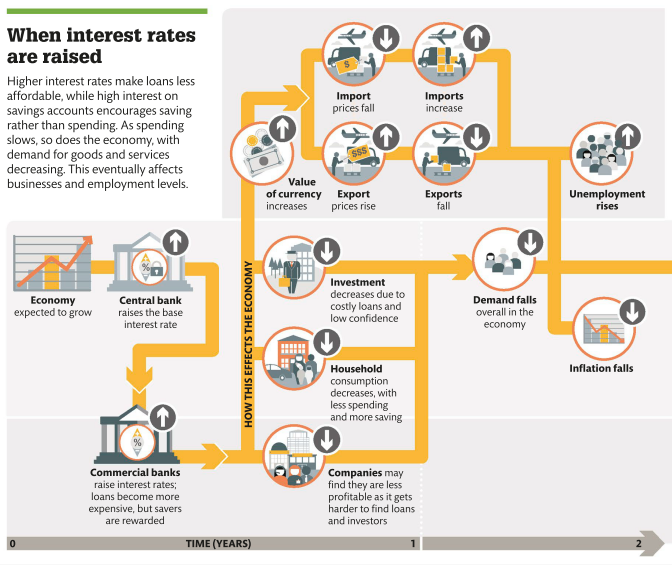 When interest rates
are raised
Higher interest rates make loans less
affordable, while high interest on
savings accounts encourages saving
rather than spending. As spending
slows, so does the economy, with
demand for goods and services
decreasing. This eventually affects
businesses and employment levels.
$
Import
prices fall
Imports
increase
Value
of currency
increases
$$$
Export
prices rise
Exports
fall
Unemployment
rises
Economy
expected to grow
%
Central bank
raises the base
interest rate
HOW THIS EFFECTS THE ECONOMY
Investment
decreases due to
costly loans and
low confidence
Demand falls
overall in the
economy
Household
consumption
decreases, with
less spending
and more saving
Inflation falls
%
Commercial banks
raise interest rates;
loans become more
expensive, but savers
are rewarded
Companies may
find they are less
profitable as it gets
harder to find loans
and investors
0 TIME (YEARS) 1 2